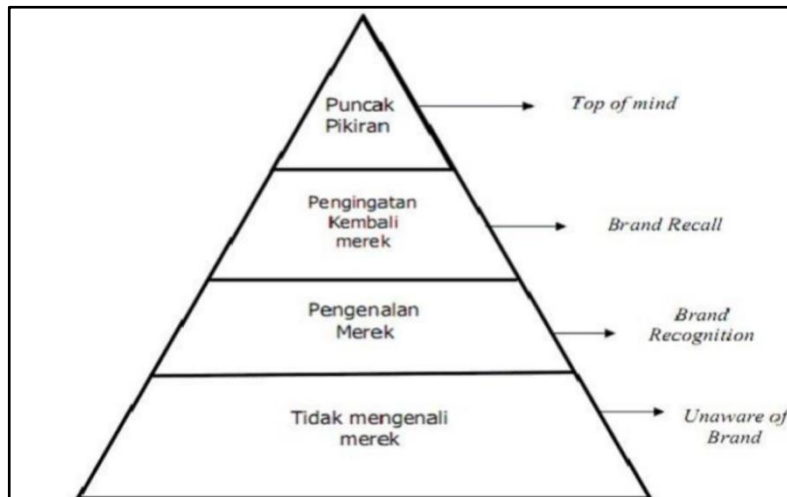 Puncak
Pikiran
Top of mind
Pengingatan
Kembali
merek
Brand Recall
Pengenalan
Merek
Brand
Recognition
Tidak mengenali
merek
Unaware of
Brand